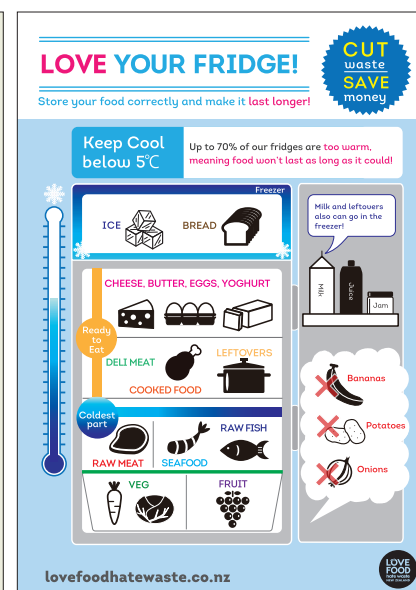 LOVE YOUR FRIDGE!
Store your food correctly and make it last longer!
CUT
waste
SAVE
money
Keep Cool
below 5℃
Up to 70% of our fridges are too warm,
meaning food won't last as long as it could!
Freezer
ICE
BREAD
Milk and leftovers
also can go in the
freezer!
Milk
Juice
Jam
CHEESE, BUTTER, EGGS, YOGHURT
Ready
to
Eat
DELI MEAT
LEFTOVERS
COOKED FOOD
Coldest
part
RAW MEAT
SEAFOOD
RAW FISH
VEG
FRUIT
Bananas
Potatoes
Onions
lovefoodhatewaste.co.nz
LOVE
FOOD
hate waste
NEW ZEALAND